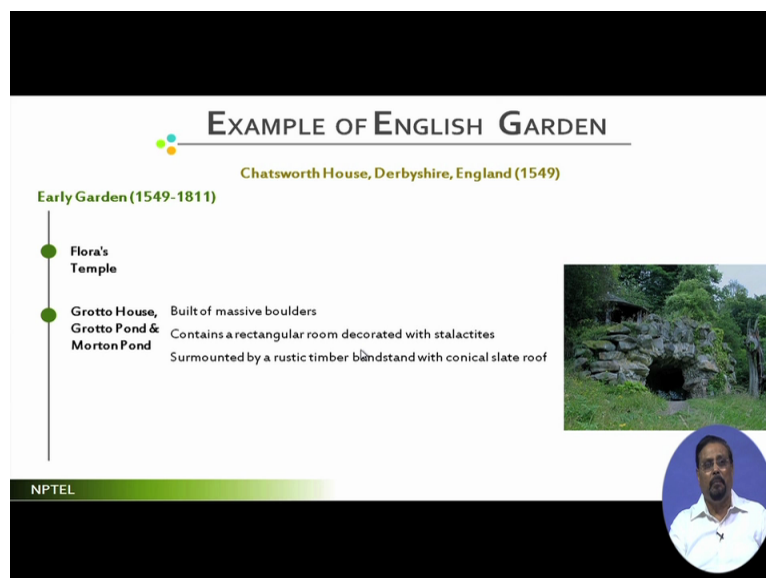 EXAMPLE OF ENGLISH GARDEN
Chatsworth House, Derbyshire, England (1549)
Early Garden (1549-1811)
Flora's
Temple
Grotto House,
Grotto Pond &
Morton Pond
Built of massive boulders
Contains a rectangular room decorated with stalactites
Surmounted by a rustic timber bandstand with conical slate roof
NPTEL